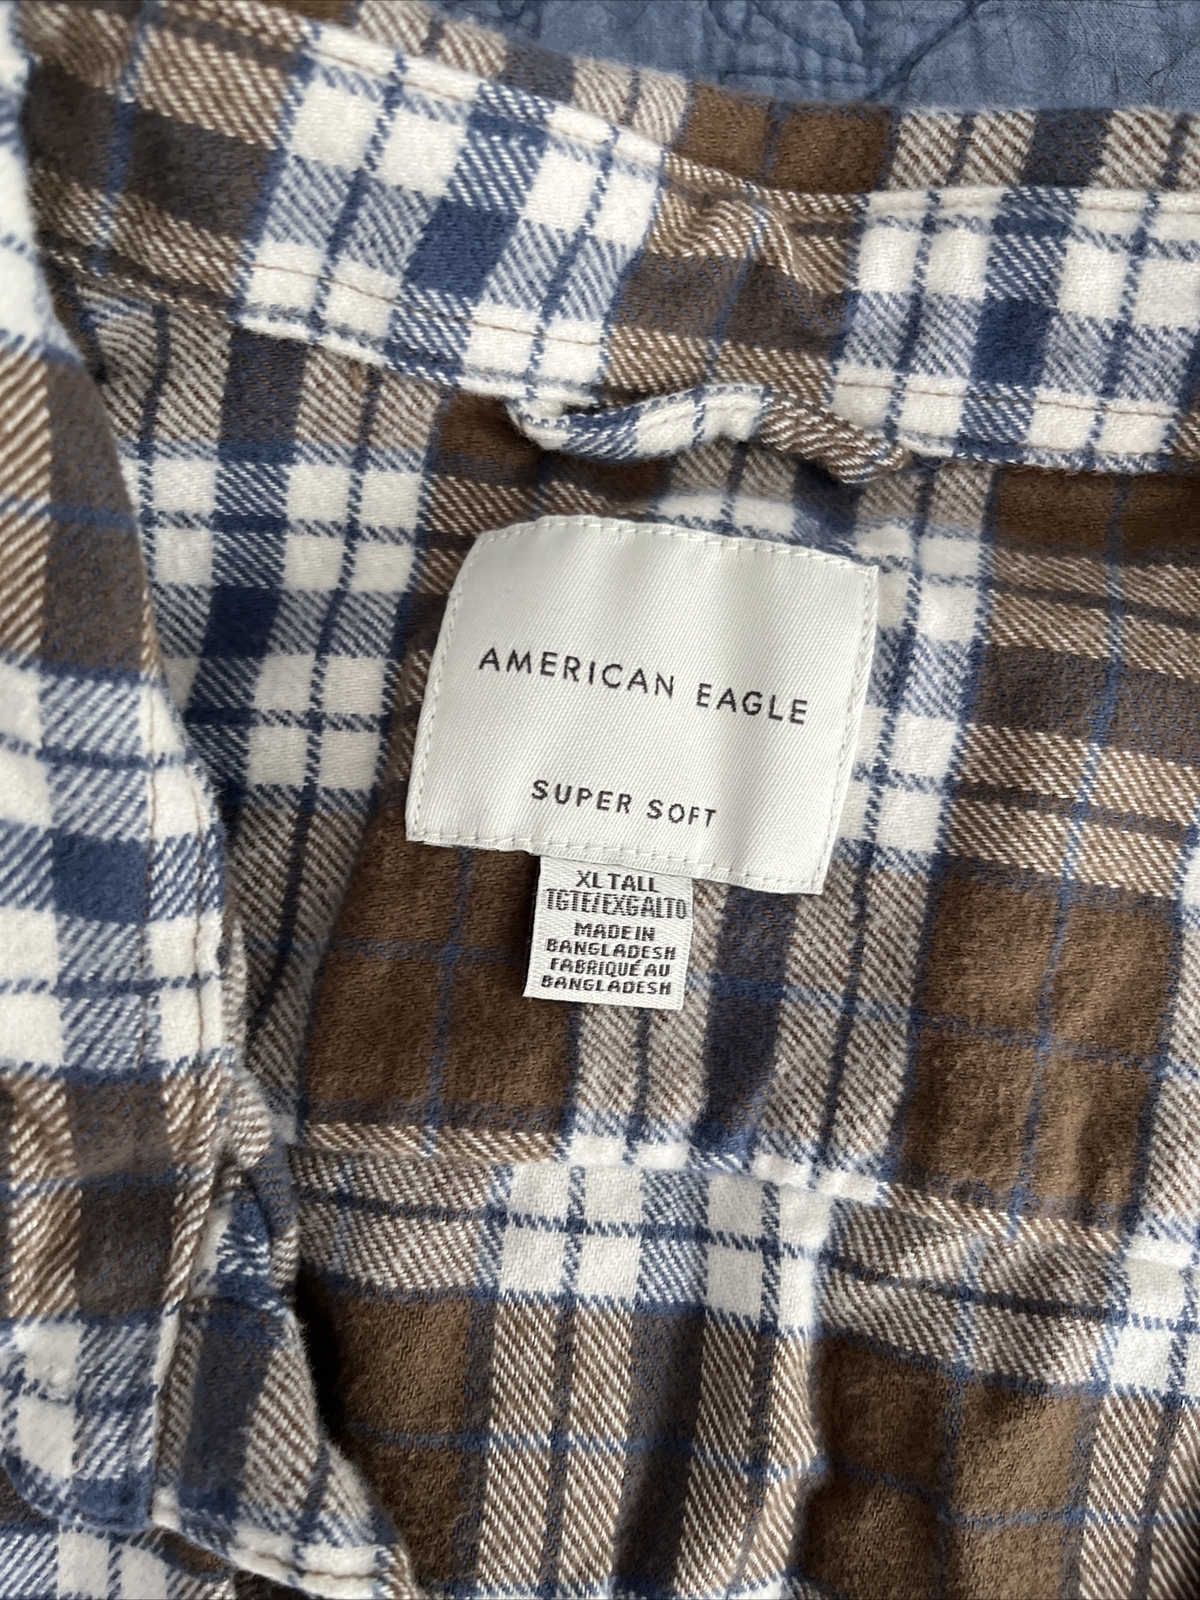 AMERICAN EAGLE
SUPER SOFT
XL TALL
TGTE/EXGALTO
MADE IN
BANGLADESH
FABRIQUÉ AU
BANGLADESH